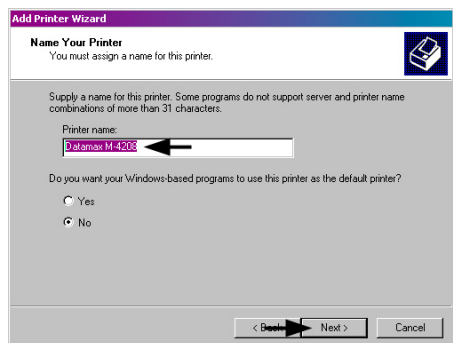 Add Printer Wizard
Name Your Printer
You must assign a name for this printer.
Supply a name for this printer. Some programs do not support server and printer name
combinations of more than 31 characters.
Printer name:
Datamax M-4208
Do you want your Windows-based programs to use this printer as the default printer?
Yes
No
< Back Next > Cancel